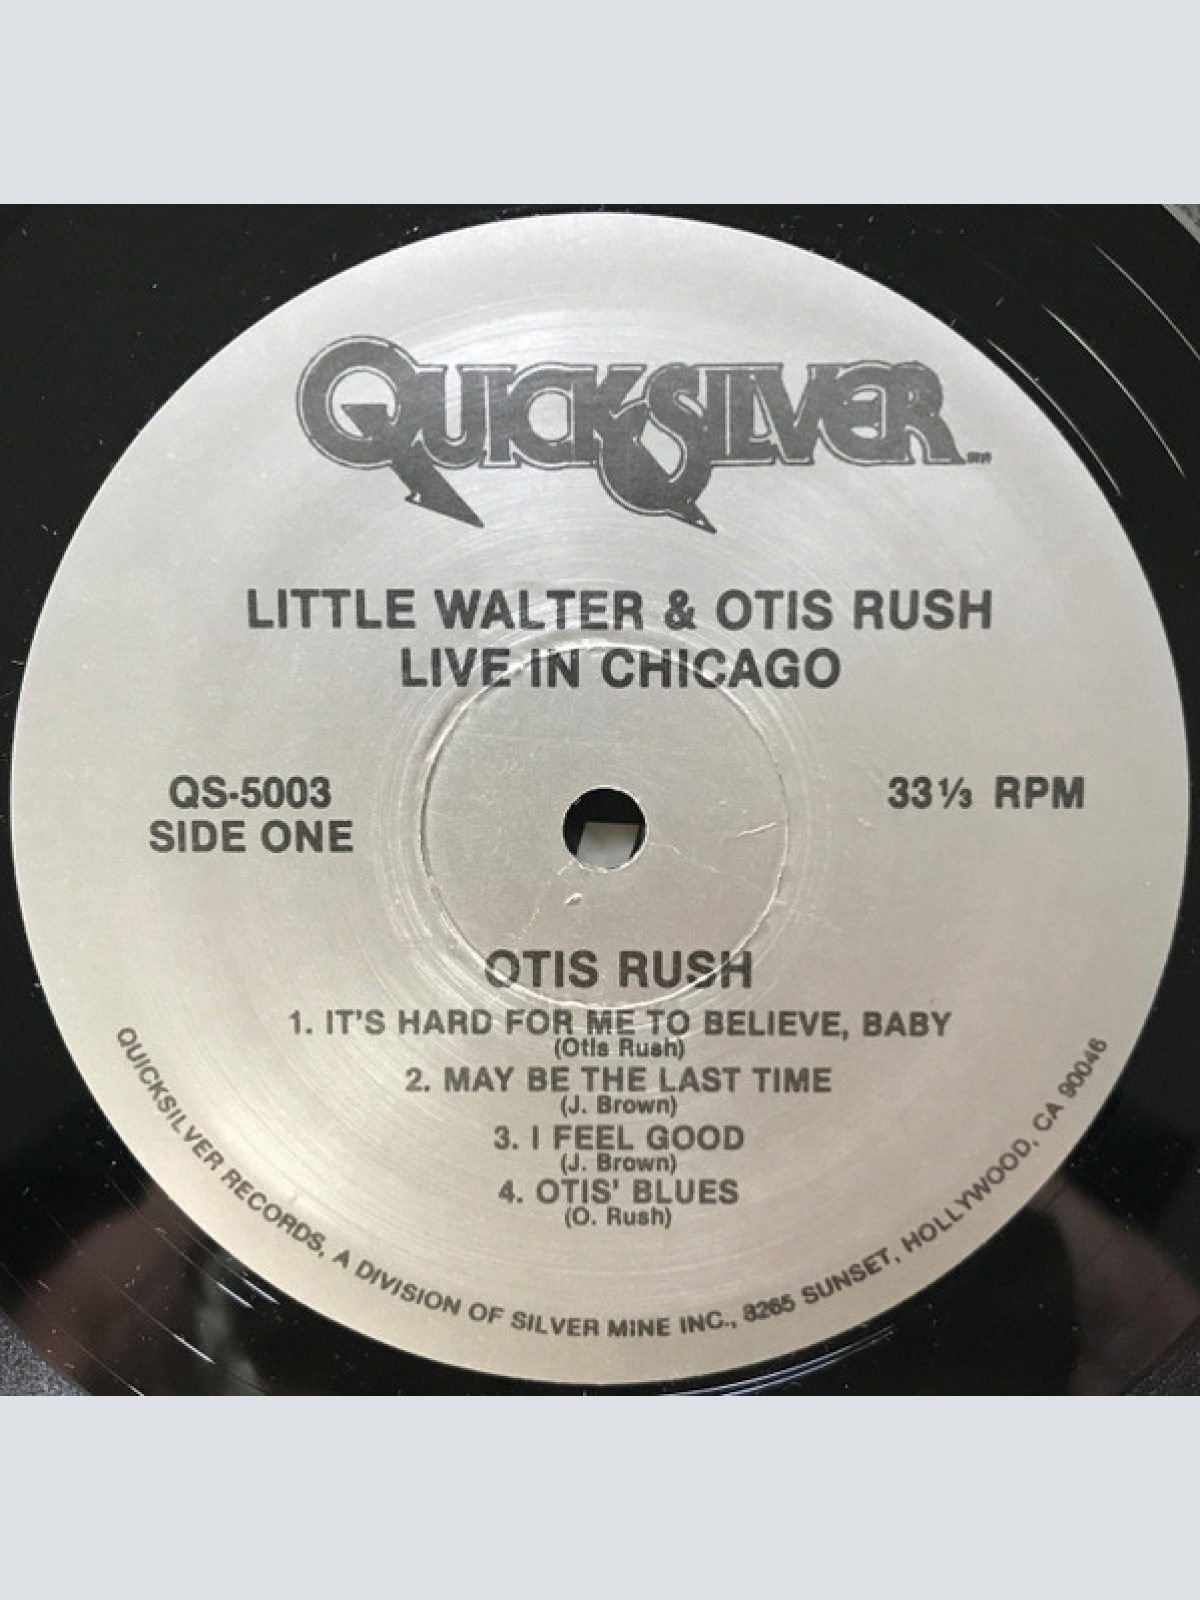 QUICKSILVER
LITTLE WALTER & OTIS RUSH
LIVE IN CHICAGO
QS-5003
SIDE ONE
33⅓ RPM
OTIS RUSH
1. IT'S HARD FOR ME TO BELIEVE, BABY
(Otis Rush)
2. MAY BE THE LAST TIME
(J. Brown)
3. I FEEL GOOD
(J. Brown)
4. OTIS' BLUES
(O. Rush)
QUICKSILVER RECORDS, A DIVISION OF SILVER MINE INC., 8265 SUNSET, HOLLYWOOD, CA 90046